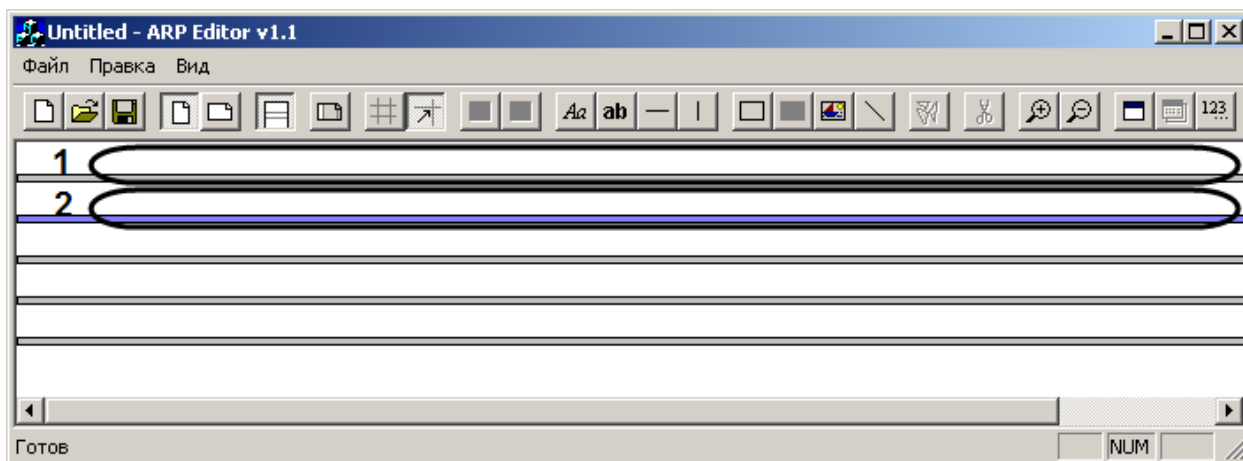 Untitled - ARP Editor v1.1
Файл Правка Вид
Aa ab 123
1
2
Готов NUM